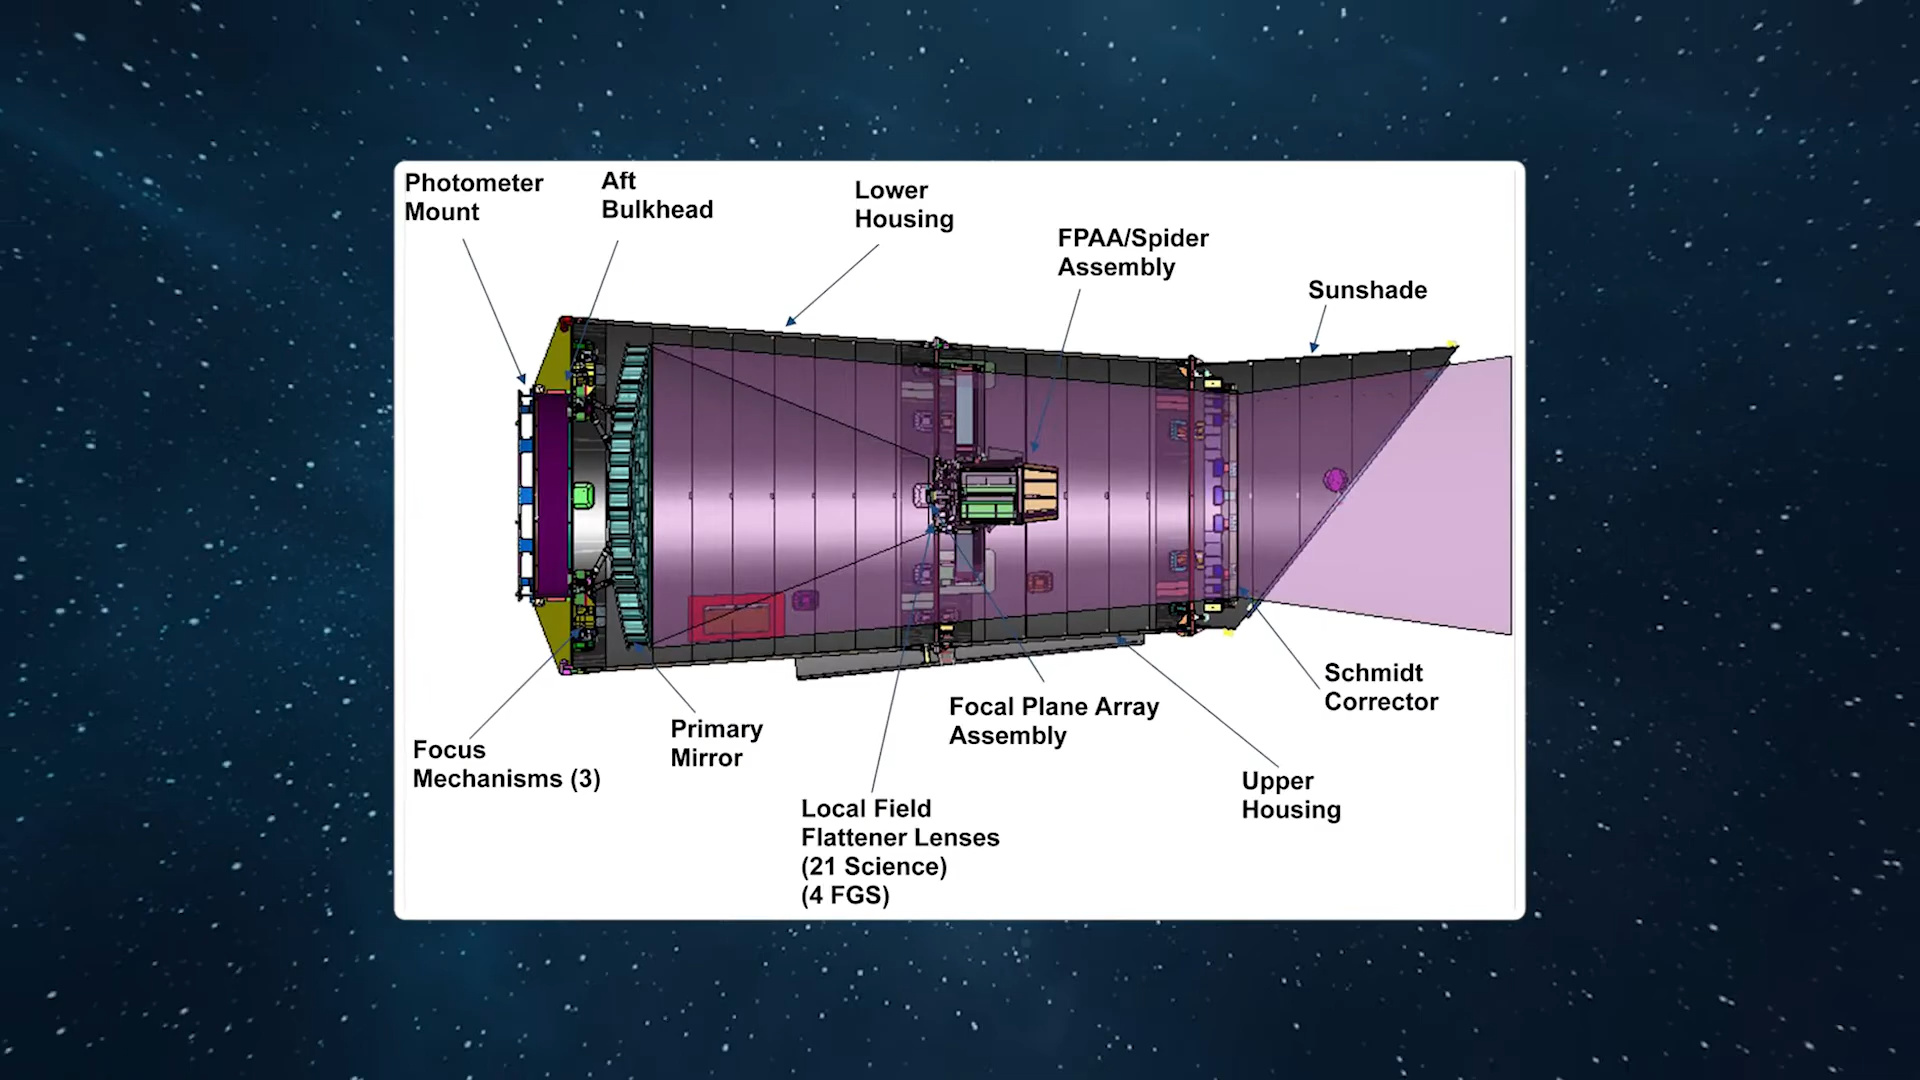 Photometer
Mount
Aft
Bulkhead
Lower
Housing
FPAA/Spider
Assembly
Sunshade
Schmidt
Corrector
Focal Plane Array
Assembly
Primary
Mirror
Focus
Mechanisms (3)
Upper
Housing
Local Field
Flattener Lenses
(21 Science)
(4 FGS)